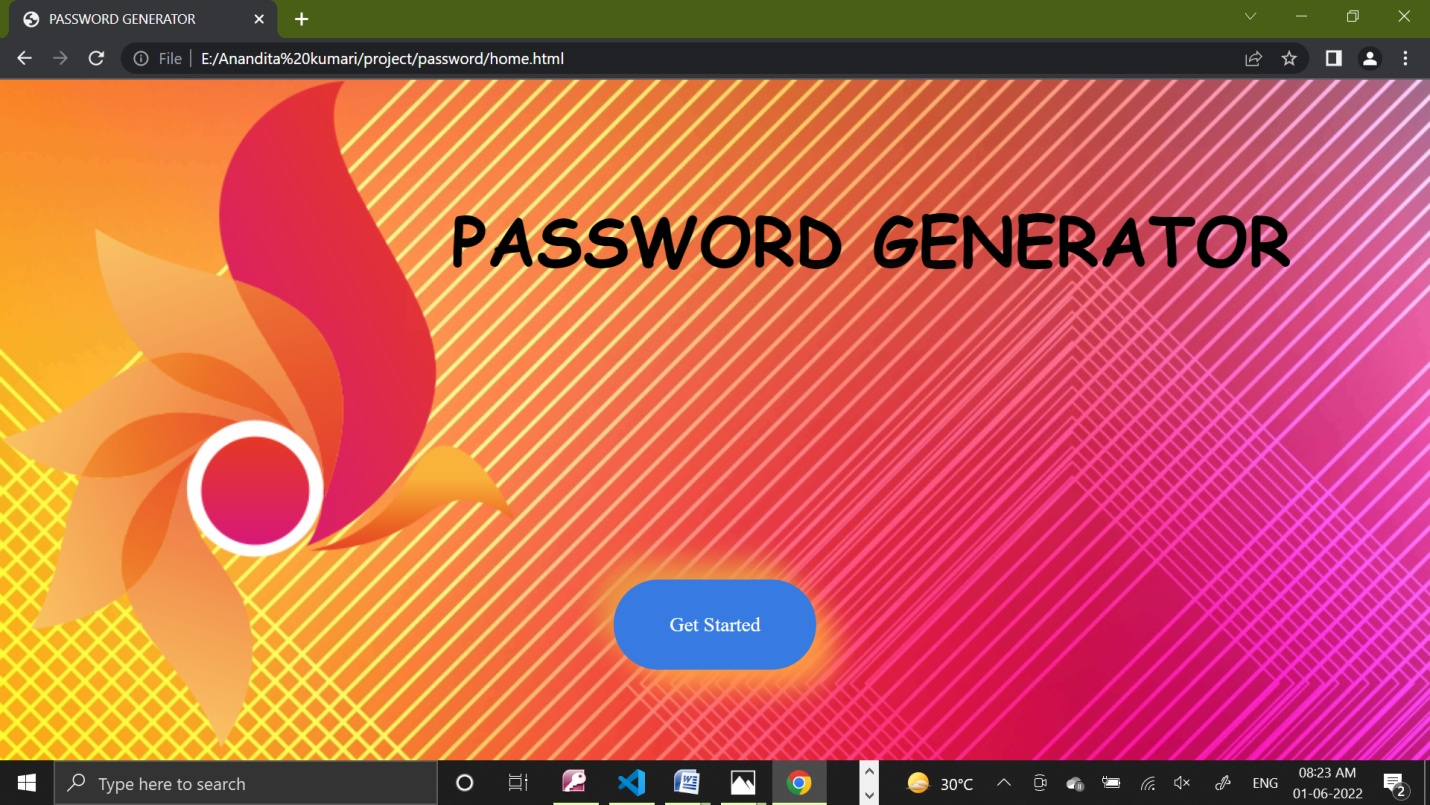 PASSWORD GENERATOR
File E:/Anandita%20kumari/project/password/home.html
PASSWORD GENERATOR
Get Started
Type here to search
30°C
ENG
08:23 AM
01-06-2022
2